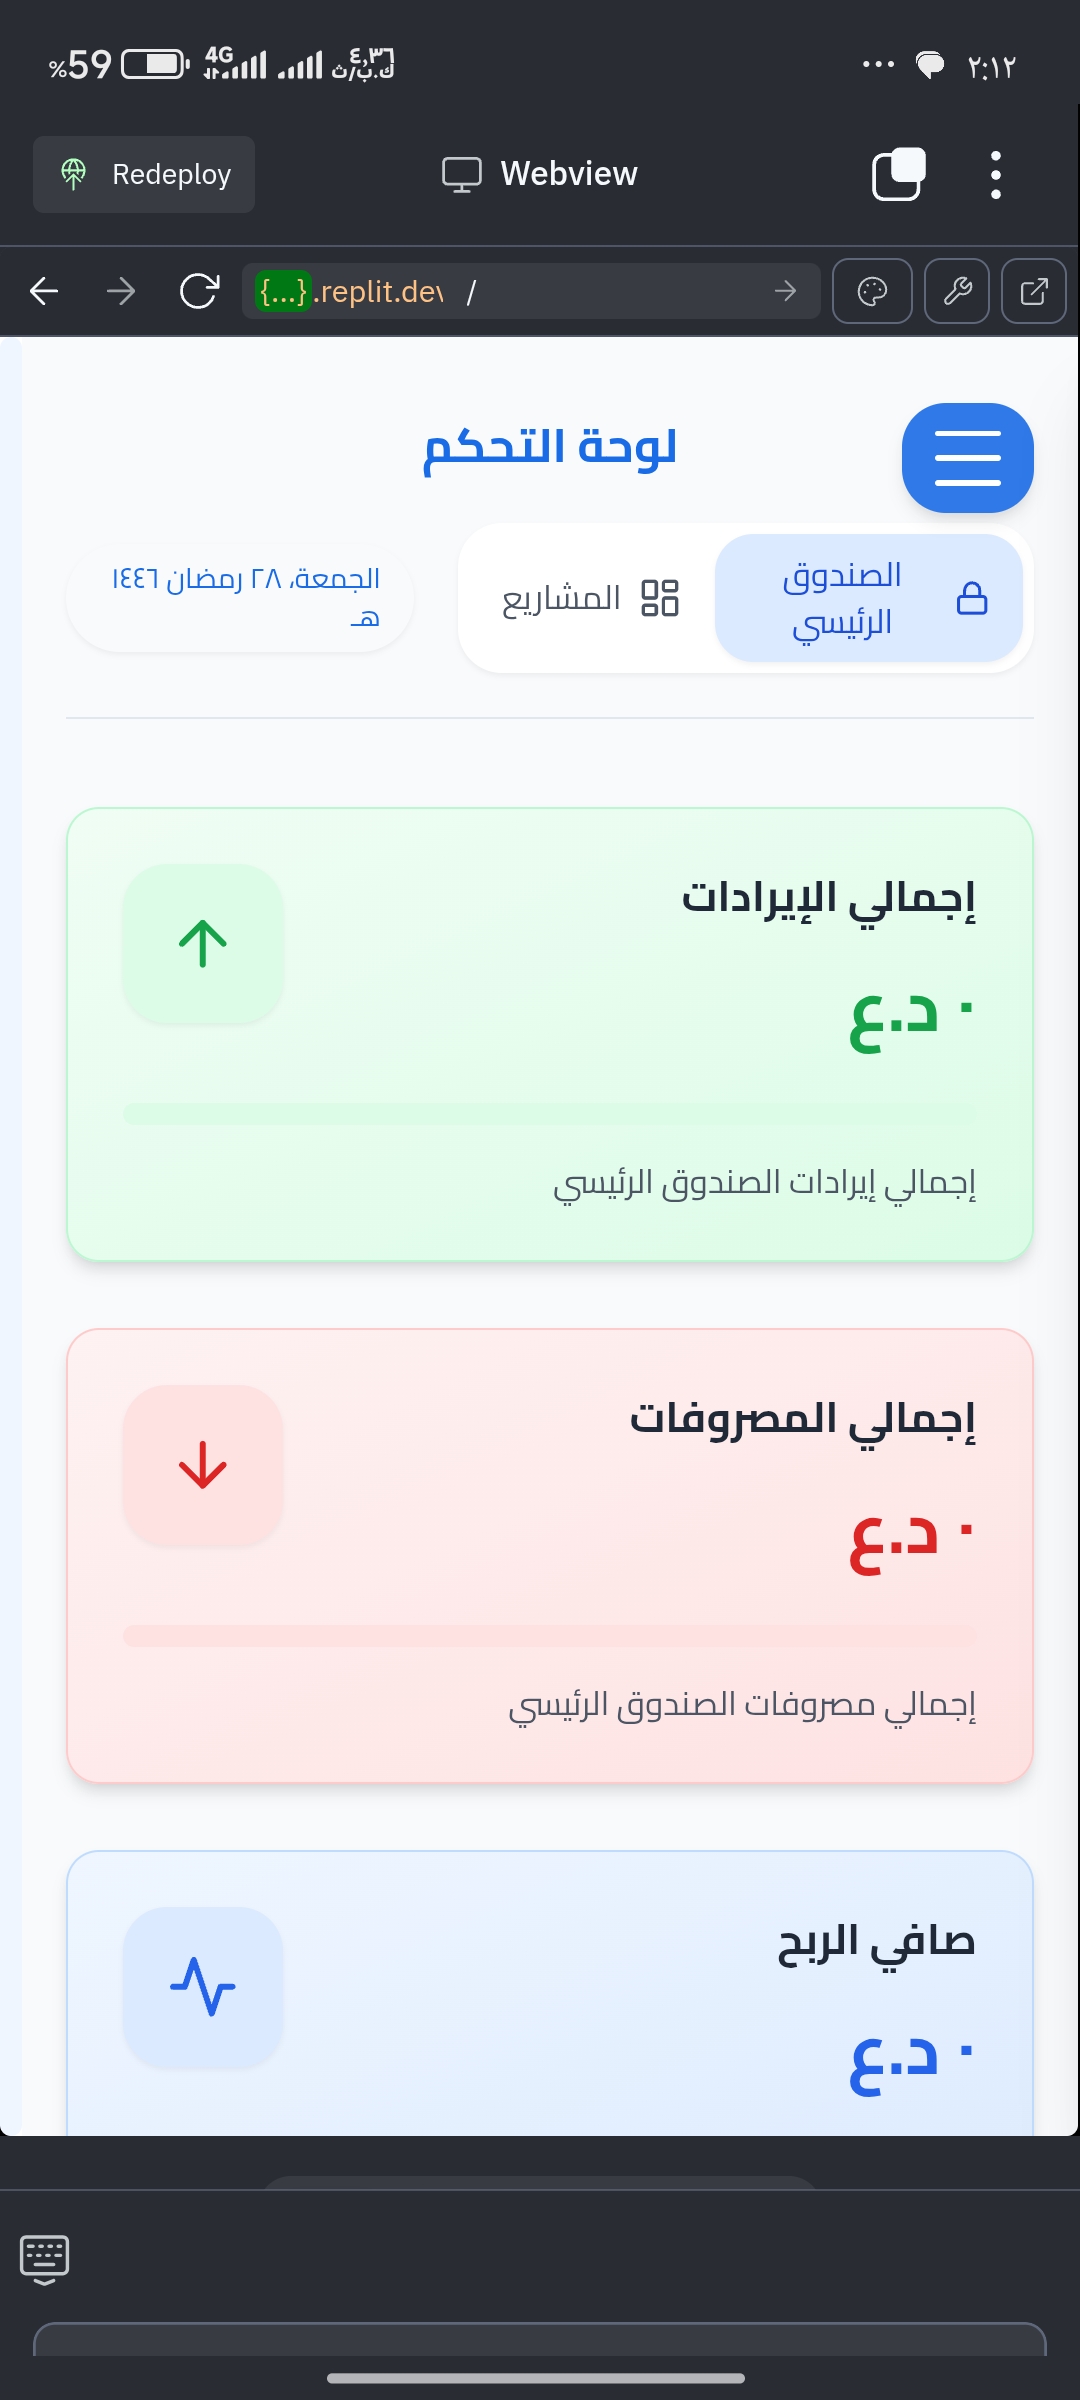 %59 4G ٤,٣٦ ك.ب/ث ٢:١٢
Redeploy Webview
{...}.replit.dev /
لوحة التحكم
الصندوق الرئيسي
المشاريع
الجمعة، ٢٨ رمضان ١٤٤٦ هـ
إجمالي الإيرادات
٠ د.ع
إجمالي إيرادات الصندوق الرئيسي
إجمالي المصروفات
٠ د.ع
إجمالي مصروفات الصندوق الرئيسي
صافي الربح
٠ د.ع